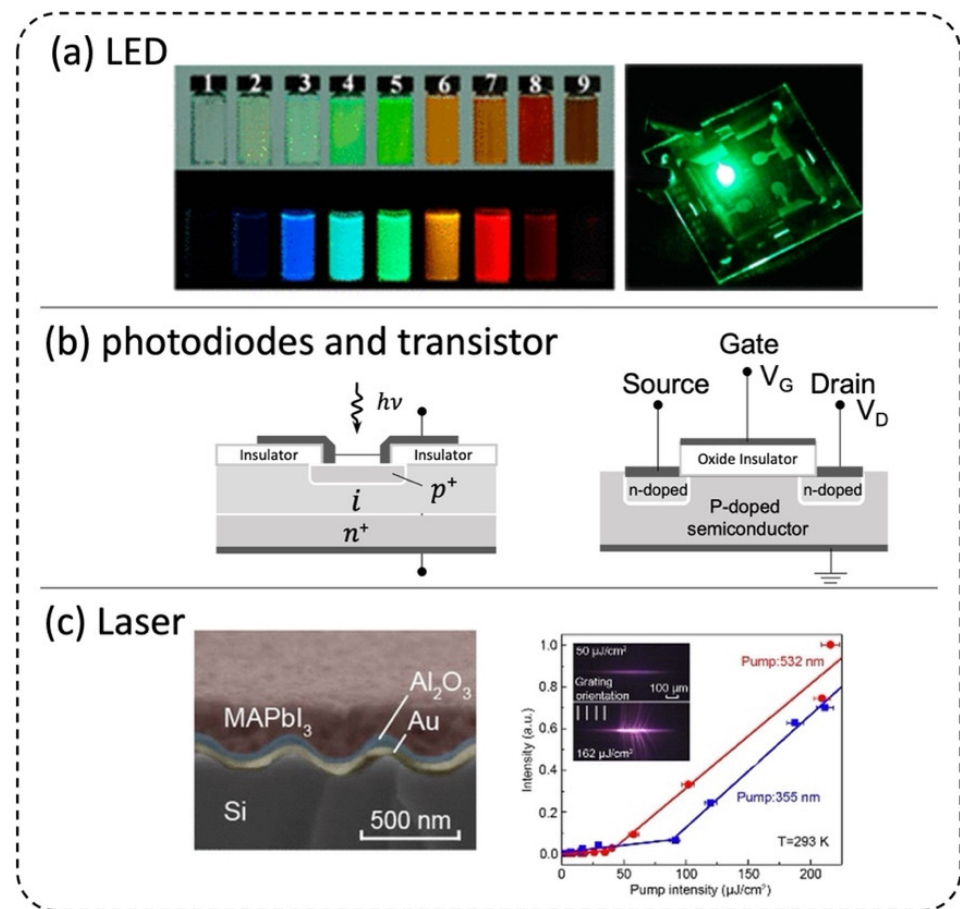 (a) LED
1 2 3 4 5 6 7 8 9
(b) photodiodes and transistor
hν
Insulator
Insulator
p⁺
i
n⁺
Gate
V_G
Source
Drain
V_D
Oxide Insulator
n-doped
n-doped
P-doped
semiconductor
(c) Laser
Al₂O₃
MAPbI₃
Au
Si
500 nm
Intensity (a.u.)
1.0
0.8
0.6
0.4
0.2
0.0
50 μJ/cm²
Grating
orientation
100 μm
162 μJ/cm²
Pump:532 nm
Pump:355 nm
T=293 K
0 50 100 150 200
Pump intensity (μJ/cm²)